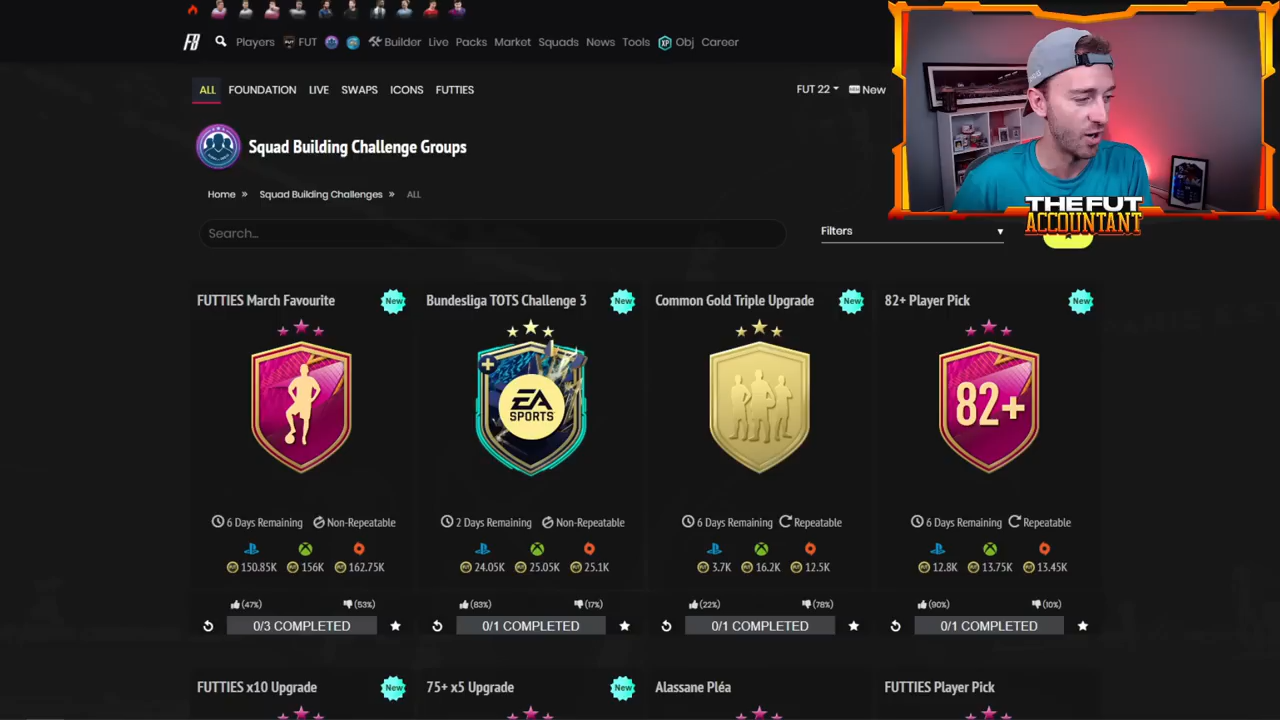 FB Players FUT Builder Live Packs Market Squads News Tools XP Obj Career
ALL FOUNDATION LIVE SWAPS ICONS FUTTIES FUT 22 New
Squad Building Challenge Groups
Home » Squad Building Challenges » ALL
Search... Filters
THE FUT
ACCOUNTANT
FUTTIES March Favourite New Bundesliga TOTS Challenge 3 New Common Gold Triple Upgrade New 82+ Player Pick New
EA
SPORTS
82+
6 Days Remaining Non-Repeatable 2 Days Remaining Non-Repeatable 6 Days Remaining Repeatable 6 Days Remaining Repeatable
150.85K 156K 162.75K 24.05K 25.05K 25.1K 3.7K 16.2K 12.5K 12.8K 13.75K 13.45K
(47%) (53%) (83%) (17%) (22%) (78%) (90%) (10%)
0/3 COMPLETED 0/1 COMPLETED 0/1 COMPLETED 0/1 COMPLETED
FUTTIES x10 Upgrade New 75+ x5 Upgrade New Alassane Pléa FUTTIES Player Pick